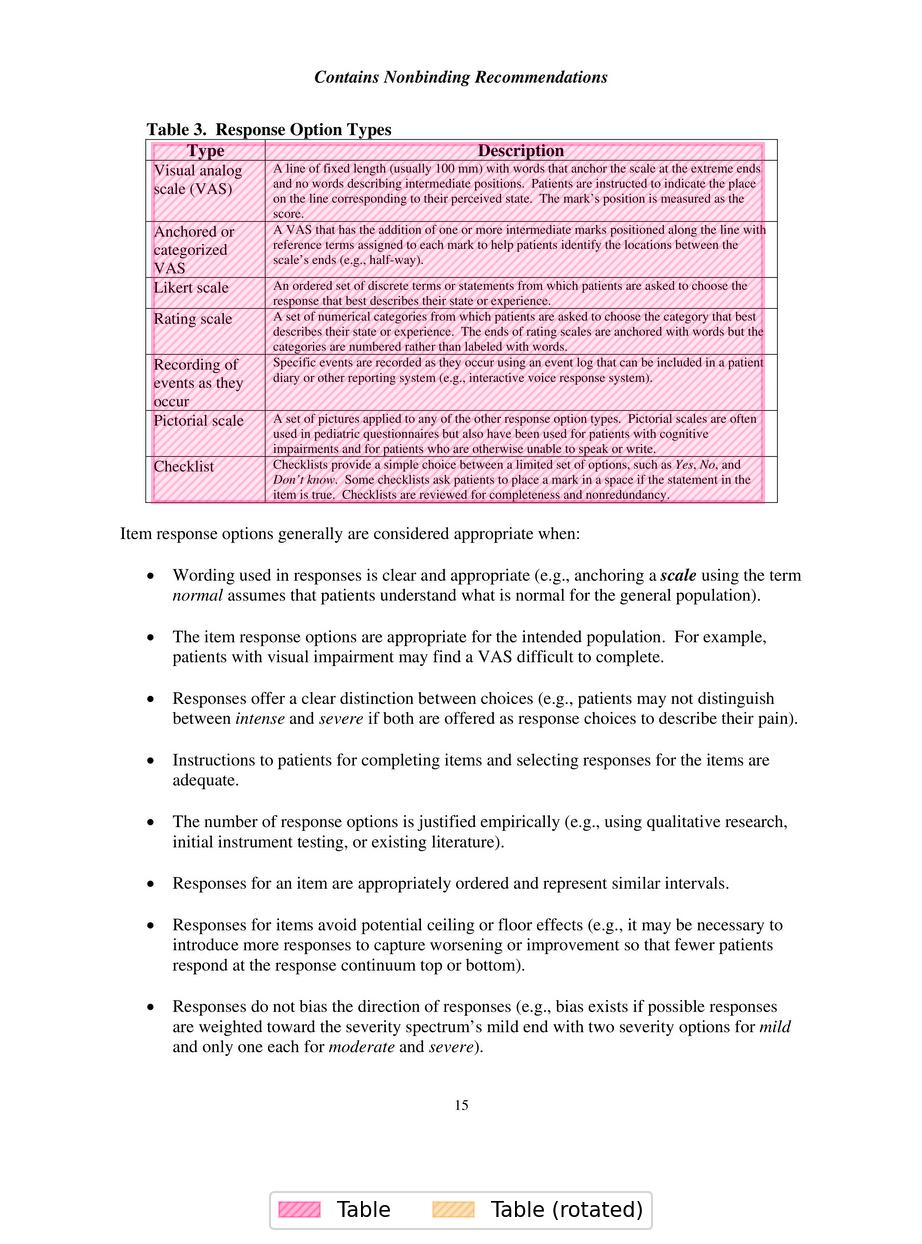 Contains Nonbinding Recommendations
Table 3.  Response Option Types
Type Description
Visual analog
scale (VAS)
A line of fixed length (usually 100 mm) with words that anchor the scale at the extreme ends
and no words describing intermediate positions.  Patients are instructed to indicate the place
on the line corresponding to their perceived state.  The mark's position is measured as the
score.
Anchored or
categorized
VAS
A VAS that has the addition of one or more intermediate marks positioned along the line with
reference terms assigned to each mark to help patients identify the locations between the
scale's ends (e.g., half-way).
Likert scale
An ordered set of discrete terms or statements from which patients are asked to choose the
response that best describes their state or experience.
Rating scale
A set of numerical categories from which patients are asked to choose the category that best
describes their state or experience.  The ends of rating scales are anchored with words but the
categories are numbered rather than labeled with words.
Recording of
events as they
occur
Specific events are recorded as they occur using an event log that can be included in a patient
diary or other reporting system (e.g., interactive voice response system).
Pictorial scale
A set of pictures applied to any of the other response option types.  Pictorial scales are often
used in pediatric questionnaires but also have been used for patients with cognitive
impairments and for patients who are otherwise unable to speak or write.
Checklist
Checklists provide a simple choice between a limited set of options, such as Yes, No, and
Don't know.  Some checklists ask patients to place a mark in a space if the statement in the
item is true.  Checklists are reviewed for completeness and nonredundancy.
Item response options generally are considered appropriate when:
• Wording used in responses is clear and appropriate (e.g., anchoring a scale using the term
normal assumes that patients understand what is normal for the general population).
• The item response options are appropriate for the intended population.  For example,
patients with visual impairment may find a VAS difficult to complete.
• Responses offer a clear distinction between choices (e.g., patients may not distinguish
between intense and severe if both are offered as response choices to describe their pain).
• Instructions to patients for completing items and selecting responses for the items are
adequate.
• The number of response options is justified empirically (e.g., using qualitative research,
initial instrument testing, or existing literature).
• Responses for an item are appropriately ordered and represent similar intervals.
• Responses for items avoid potential ceiling or floor effects (e.g., it may be necessary to
introduce more responses to capture worsening or improvement so that fewer patients
respond at the response continuum top or bottom).
• Responses do not bias the direction of responses (e.g., bias exists if possible responses
are weighted toward the severity spectrum's mild end with two severity options for mild
and only one each for moderate and severe).
15
Table Table (rotated)